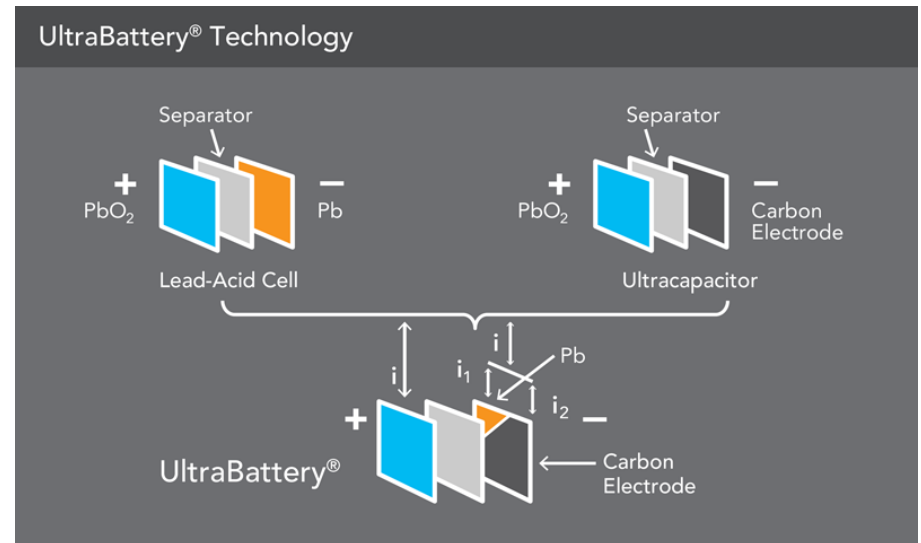 UltraBattery® Technology
Separator
+
PbO₂
−
Pb
Lead-Acid Cell
Separator
+
PbO₂
−
Carbon
Electrode
Ultracapacitor
i
i
i₁
Pb
i₂
+
−
UltraBattery®
Carbon
Electrode